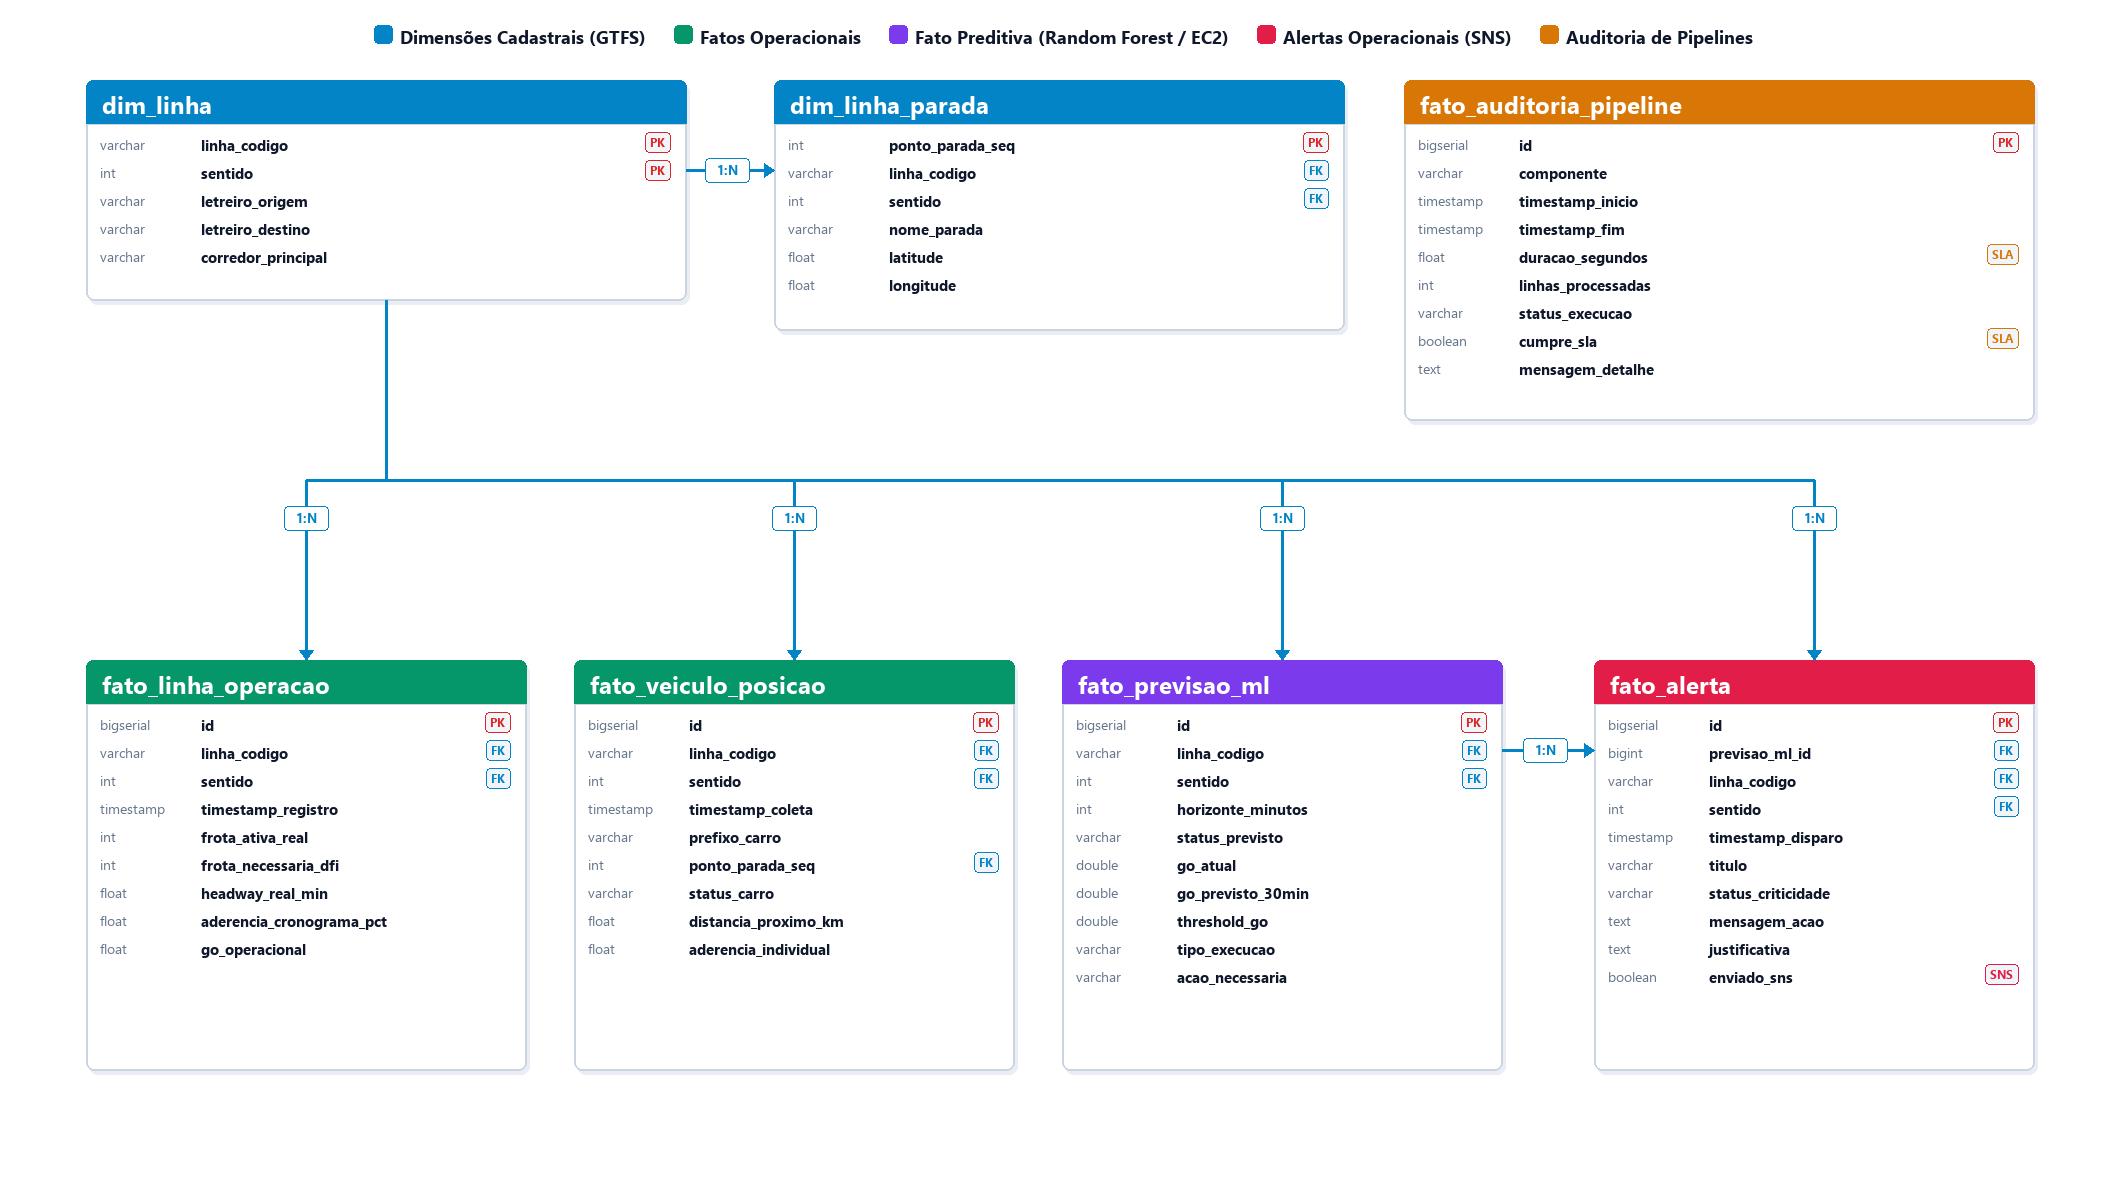 Dimensões Cadastrais (GTFS) Fatos Operacionais Fato Preditiva (Random Forest / EC2) Alertas Operacionais (SNS) Auditoria de Pipelines
dim_linha
varchar linha_codigo PK
int sentido PK
varchar letreiro_origem
varchar letreiro_destino
varchar corredor_principal
1:N
dim_linha_parada
int ponto_parada_seq PK
varchar linha_codigo FK
int sentido FK
varchar nome_parada
float latitude
float longitude
fato_auditoria_pipeline
bigserial id PK
varchar componente
timestamp timestamp_inicio
timestamp timestamp_fim
float duracao_segundos SLA
int linhas_processadas
varchar status_execucao
boolean cumpre_sla SLA
text mensagem_detalhe
1:N 1:N 1:N 1:N
fato_linha_operacao
bigserial id PK
varchar linha_codigo FK
int sentido FK
timestamp timestamp_registro
int frota_ativa_real
int frota_necessaria_dfi
float headway_real_min
float aderencia_cronograma_pct
float go_operacional
fato_veiculo_posicao
bigserial id PK
varchar linha_codigo FK
int sentido FK
timestamp timestamp_coleta
varchar prefixo_carro
int ponto_parada_seq FK
varchar status_carro
float distancia_proximo_km
float aderencia_individual
fato_previsao_ml
bigserial id PK
varchar linha_codigo FK
int sentido FK
int horizonte_minutos
varchar status_previsto
double go_atual
double go_previsto_30min
double threshold_go
varchar tipo_execucao
varchar acao_necessaria
1:N
fato_alerta
bigserial id PK
bigint previsao_ml_id FK
varchar linha_codigo FK
int sentido FK
timestamp timestamp_disparo
varchar titulo
varchar status_criticidade
text mensagem_acao
text justificativa
boolean enviado_sns SNS